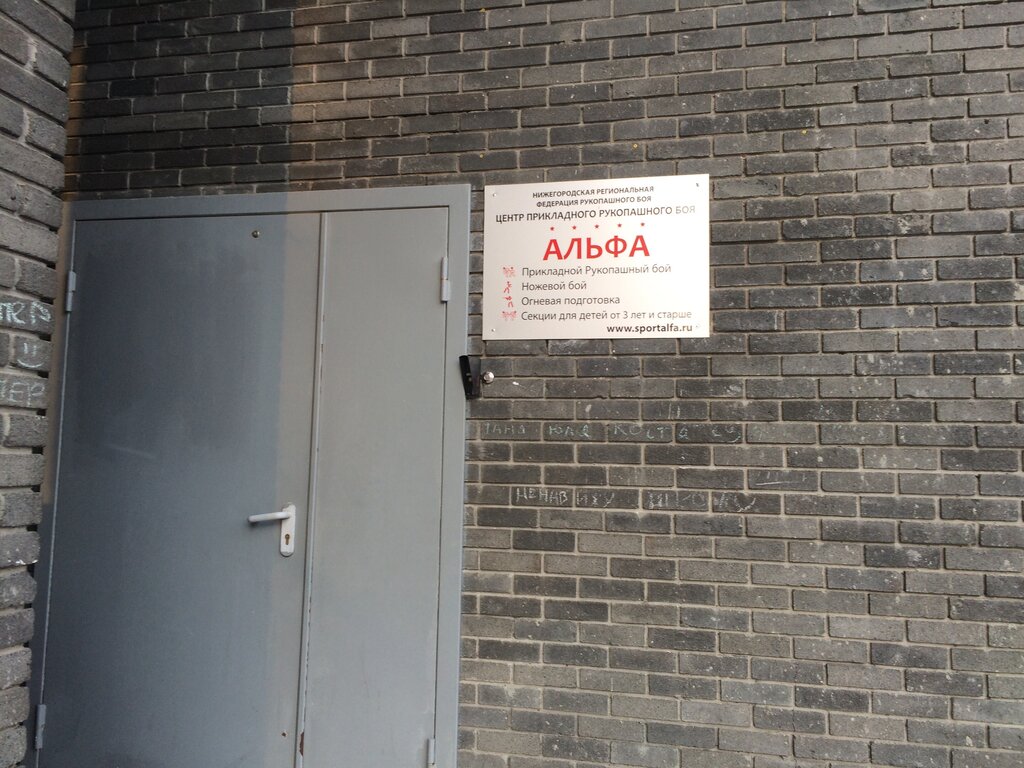 НИЖЕГОРОДСКАЯ РЕГИОНАЛЬНАЯ
ФЕДЕРАЦИЯ РУКОПАШНОГО БОЯ
ЦЕНТР ПРИКЛАДНОГО РУКОПАШНОГО БОЯ
АЛЬФА
Прикладной Рукопашный бой
Ножевой бой
Огневая подготовка
Секции для детей от 3 лет и старше
www.sportalfa.ru
НЕНАВИЖУ ШКОЛУ